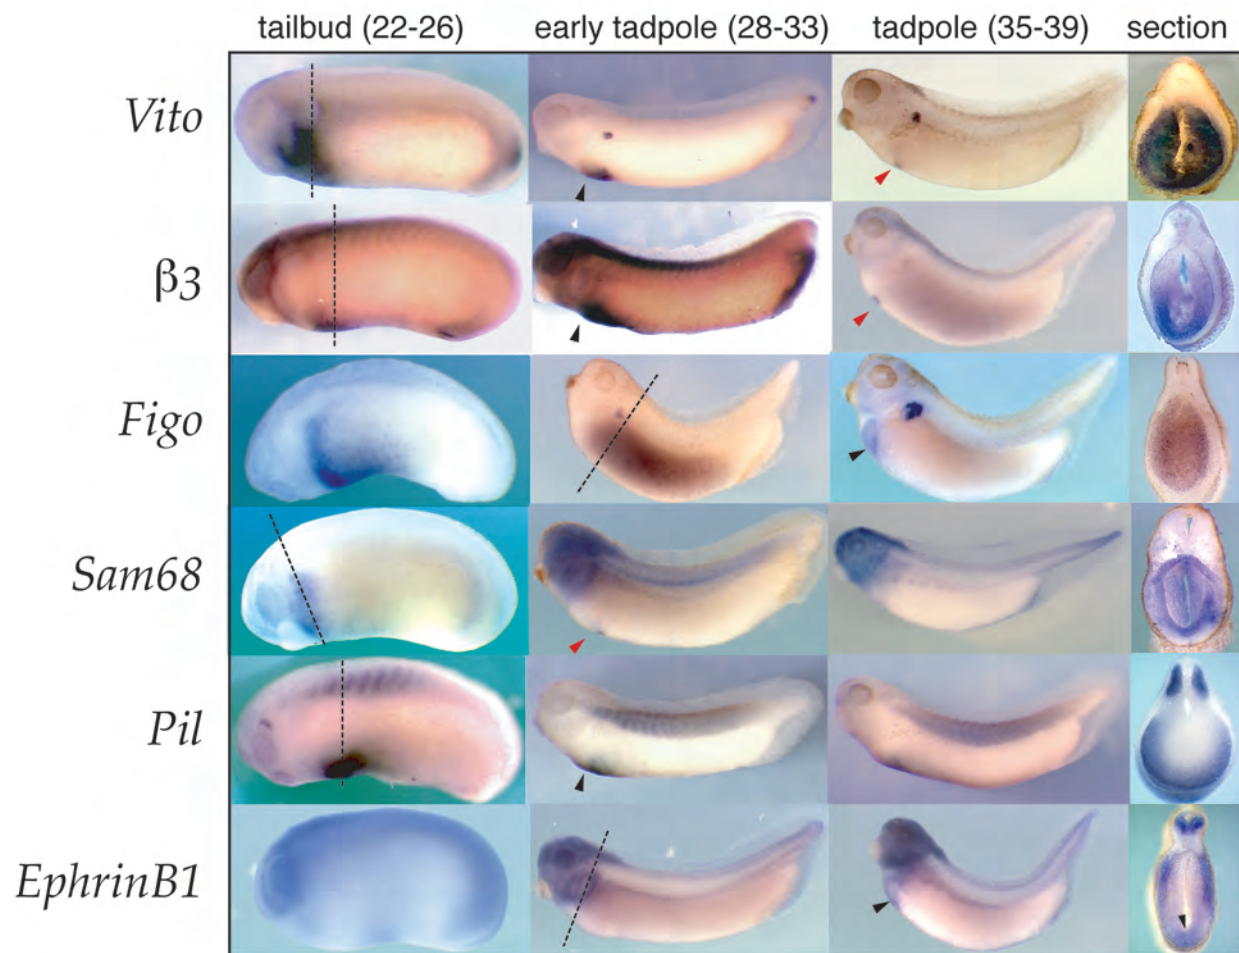 tailbud (22-26) early tadpole (28-33) tadpole (35-39) section
Vito
β3
Figo
Sam68
Pil
EphrinB1